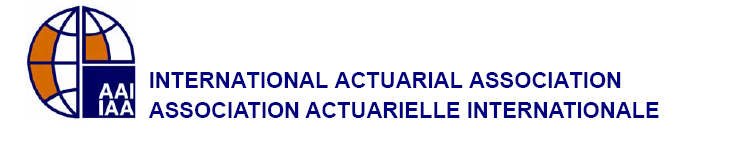 AAI
IAA
INTERNATIONAL ACTUARIAL ASSOCIATION
ASSOCIATION ACTUARIELLE INTERNATIONALE